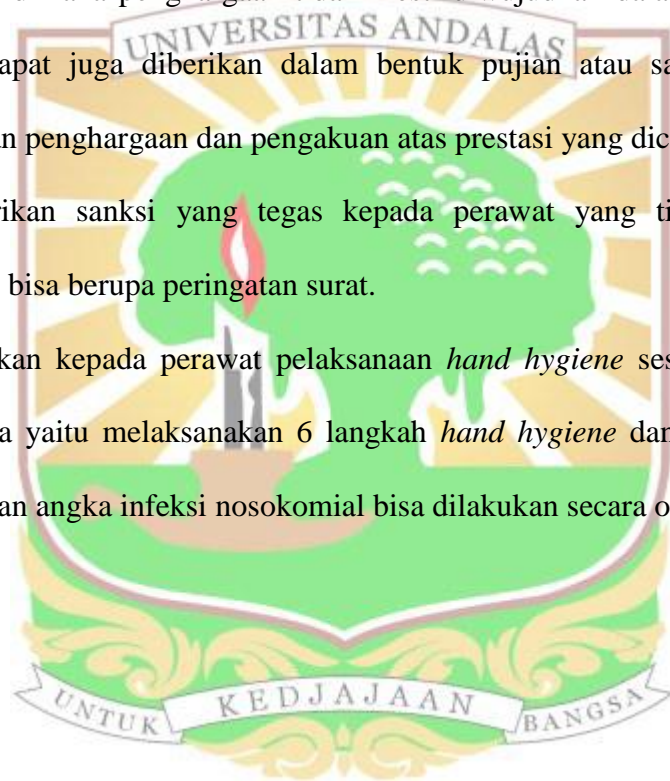 UNIVERSITAS ANDALAS
apat juga diberikan dalam bentuk pujian atau sa
an penghargaan dan pengakuan atas prestasi yang dic
rikan sanksi yang tegas kepada perawat yang ti
bisa berupa peringatan surat.
kan kepada perawat pelaksanaan hand hygiene ses
a yaitu melaksanakan 6 langkah hand hygiene dan
an angka infeksi nosokomial bisa dilakukan secara o
UNTUK KEDJAJAAN BANGSA